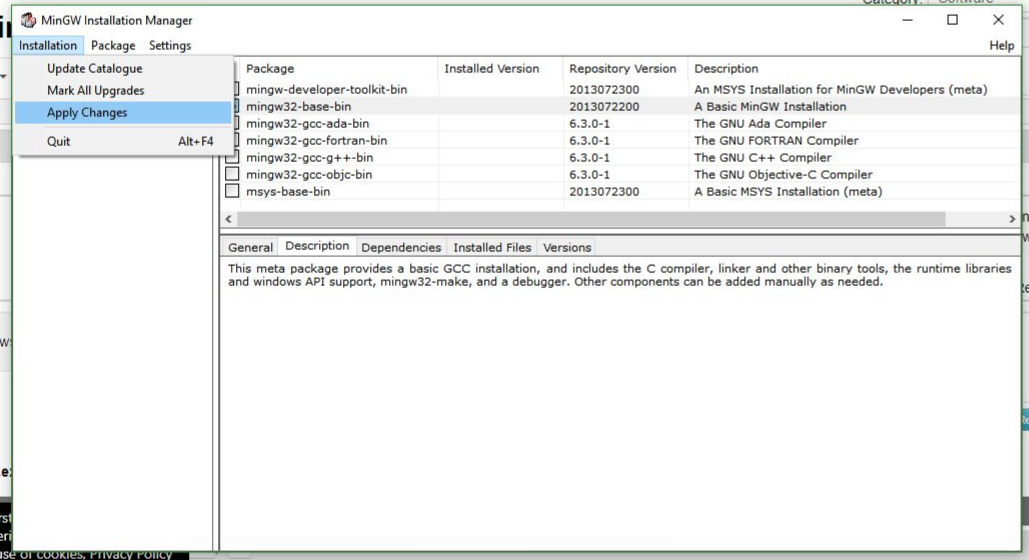 Category: Software
MinGW Installation Manager
Installation Package Settings Help
Update Catalogue
Mark All Upgrades
Apply Changes
Quit Alt+F4
Package Installed Version Repository Version Description
mingw-developer-toolkit-bin 2013072300 An MSYS Installation for MinGW Developers (meta)
mingw32-base-bin 2013072200 A Basic MinGW Installation
mingw32-gcc-ada-bin 6.3.0-1 The GNU Ada Compiler
mingw32-gcc-fortran-bin 6.3.0-1 The GNU FORTRAN Compiler
mingw32-gcc-g++-bin 6.3.0-1 The GNU C++ Compiler
mingw32-gcc-objc-bin 6.3.0-1 The GNU Objective-C Compiler
msys-base-bin 2013072300 A Basic MSYS Installation (meta)
General Description Dependencies Installed Files Versions
This meta package provides a basic GCC installation, and includes the C compiler, linker and other binary tools, the runtime libraries
and windows API support, mingw32-make, and a debugger. Other components can be added manually as needed.
use of cookies, Privacy Policy